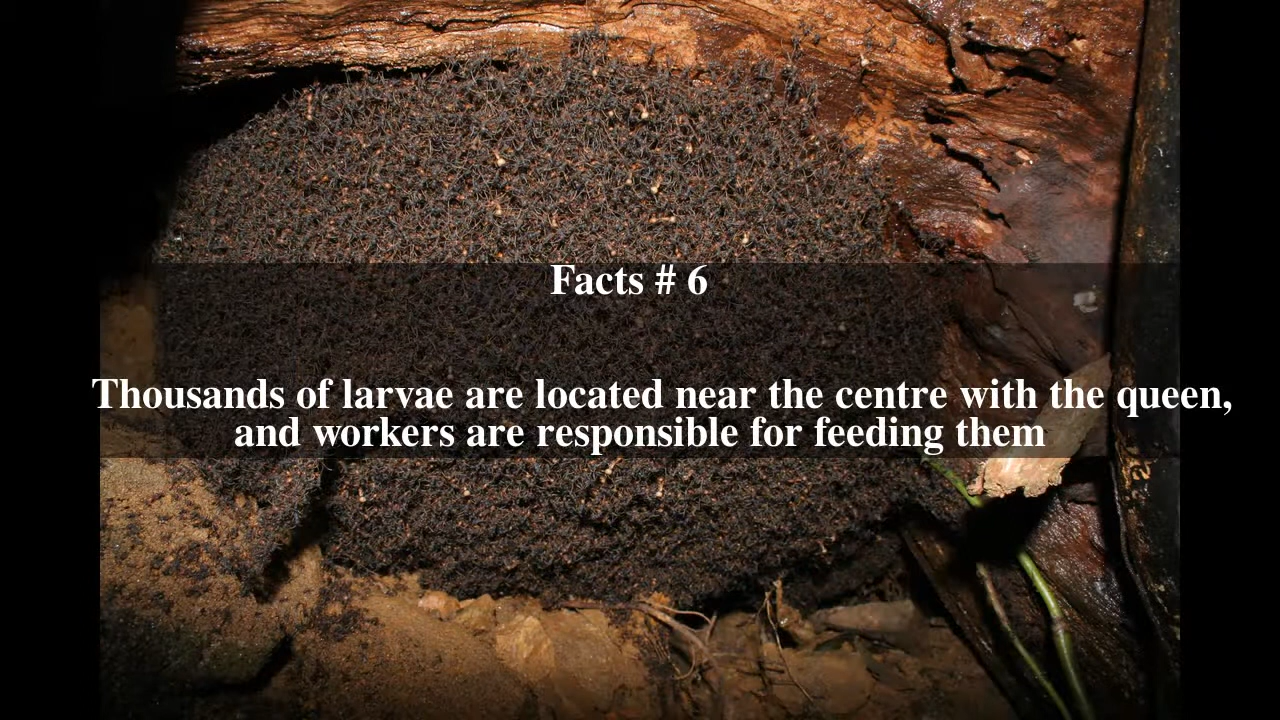 Facts # 6
Thousands of larvae are located near the centre with the queen,
and workers are responsible for feeding them